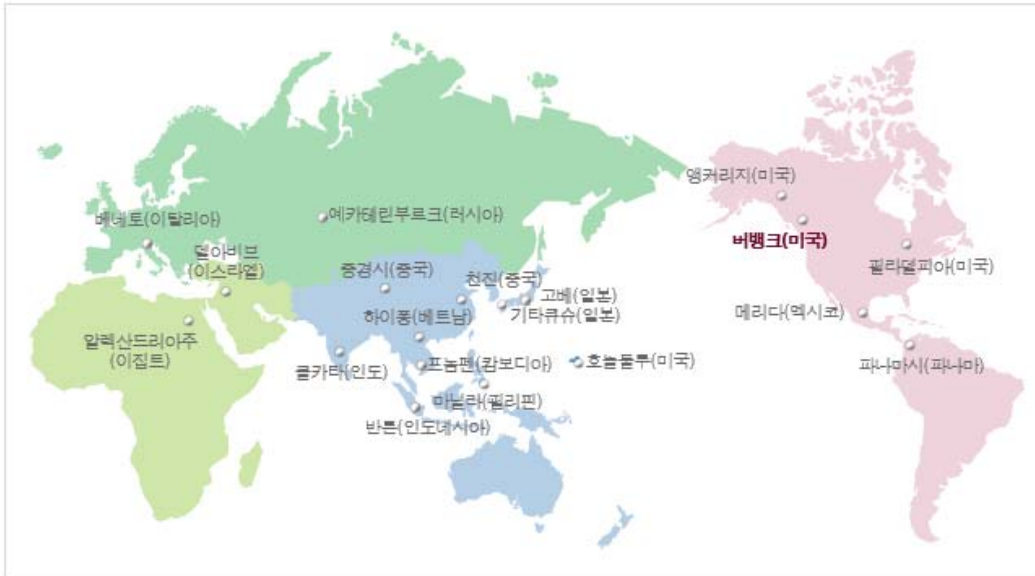 앵커리지(미국)
베네토(이탈리아)
에카테린부르크(러시아)
버뱅크(미국)
텔아비브
(이스라엘)
중경시(중국)
천진(중국)
필라델피아(미국)
고베(일본)
하이퐁(베트남)
기타큐슈(일본)
메리다(멕시코)
알렉산드리아주
(이집트)
콜카타(인도)
프놈펜(캄보디아)
호놀룰루(미국)
파나마시(파나마)
마닐라(필리핀)
반튼(인도네시아)